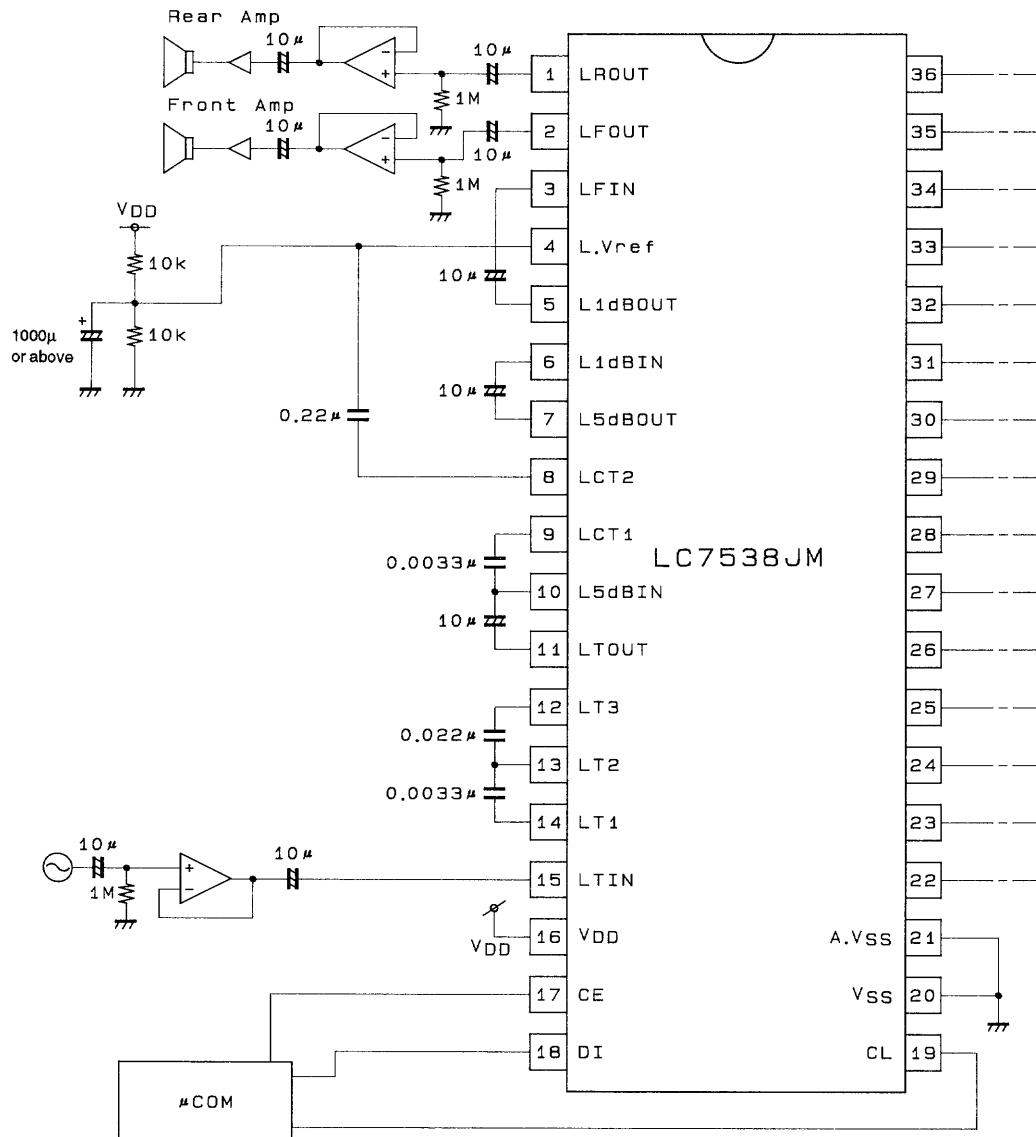 Rear Amp
10µ
10µ
1M
Front Amp
10µ
10µ
1M
VDD
10k
10k
+
1000µ
or above
0.22µ
10µ
10µ
0.0033µ
10µ
0.022µ
0.0033µ
10µ
1M
10µ
VDD
µCOM
LC7538JM
1 LROUT
2 LFOUT
3 LFIN
4 L.Vref
5 L1dBOUT
6 L1dBIN
7 L5dBOUT
8 LCT2
9 LCT1
10 L5dBIN
11 LTOUT
12 LT3
13 LT2
14 LT1
15 LTIN
16 VDD
17 CE
18 DI
36
35
34
33
32
31
30
29
28
27
26
25
24
23
22
A.VSS 21
VSS 20
CL 19